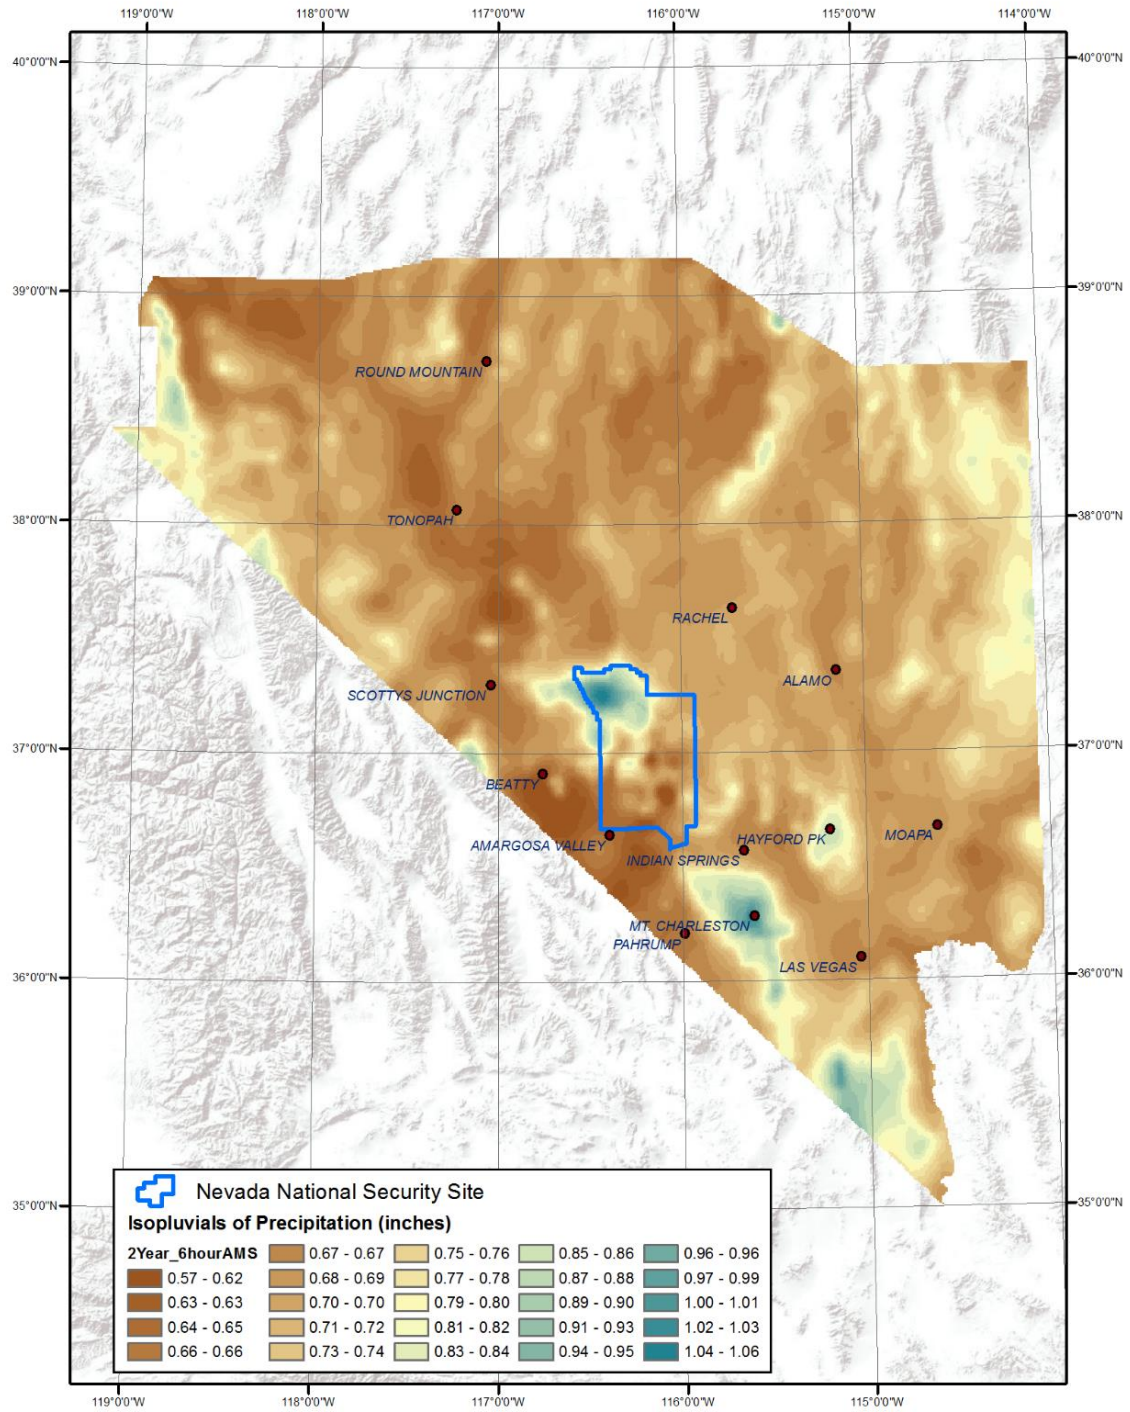 119°0'0"W 118°0'0"W 117°0'0"W 116°0'0"W 115°0'0"W 114°0'0"W
40°0'0"N 40°0'0"N
39°0'0"N 39°0'0"N
ROUND MOUNTAIN
TONOPAH
38°0'0"N 38°0'0"N
RACHEL
ALAMO
SCOTTYS JUNCTION
37°0'0"N 37°0'0"N
BEATTY
HAYFORD PK
MOAPA
AMARGOSA VALLEY
INDIAN SPRINGS
MT. CHARLESTON
PAHRUMP
LAS VEGAS
36°0'0"N 36°0'0"N
35°0'0"N 35°0'0"N
Nevada National Security Site
Isopluvials of Precipitation (inches)
2Year_6hourAMS 0.67 - 0.67 0.75 - 0.76 0.85 - 0.86 0.96 - 0.96
0.57 - 0.62 0.68 - 0.69 0.77 - 0.78 0.87 - 0.88 0.97 - 0.99
0.63 - 0.63 0.70 - 0.70 0.79 - 0.80 0.89 - 0.90 1.00 - 1.01
0.64 - 0.65 0.71 - 0.72 0.81 - 0.82 0.91 - 0.93 1.02 - 1.03
0.66 - 0.66 0.73 - 0.74 0.83 - 0.84 0.94 - 0.95 1.04 - 1.06
119°0'0"W 118°0'0"W 117°0'0"W 116°0'0"W 115°0'0"W